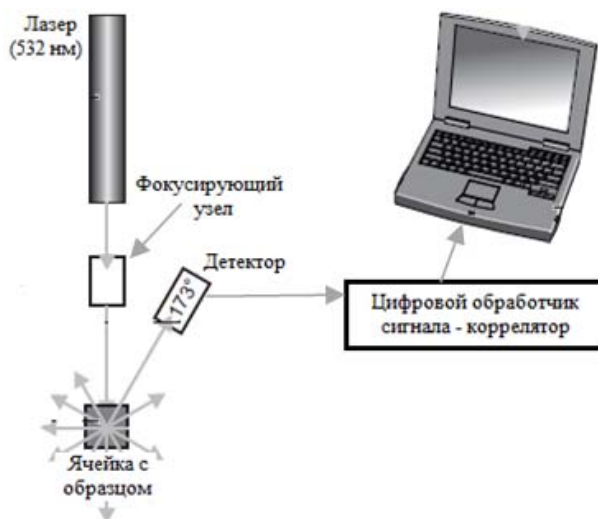 Лазер
(532 нм)
Фокусирующий
узел
Детектор
173°
Цифровой обработчик
сигнала - коррелятор
Ячейка с
образцом